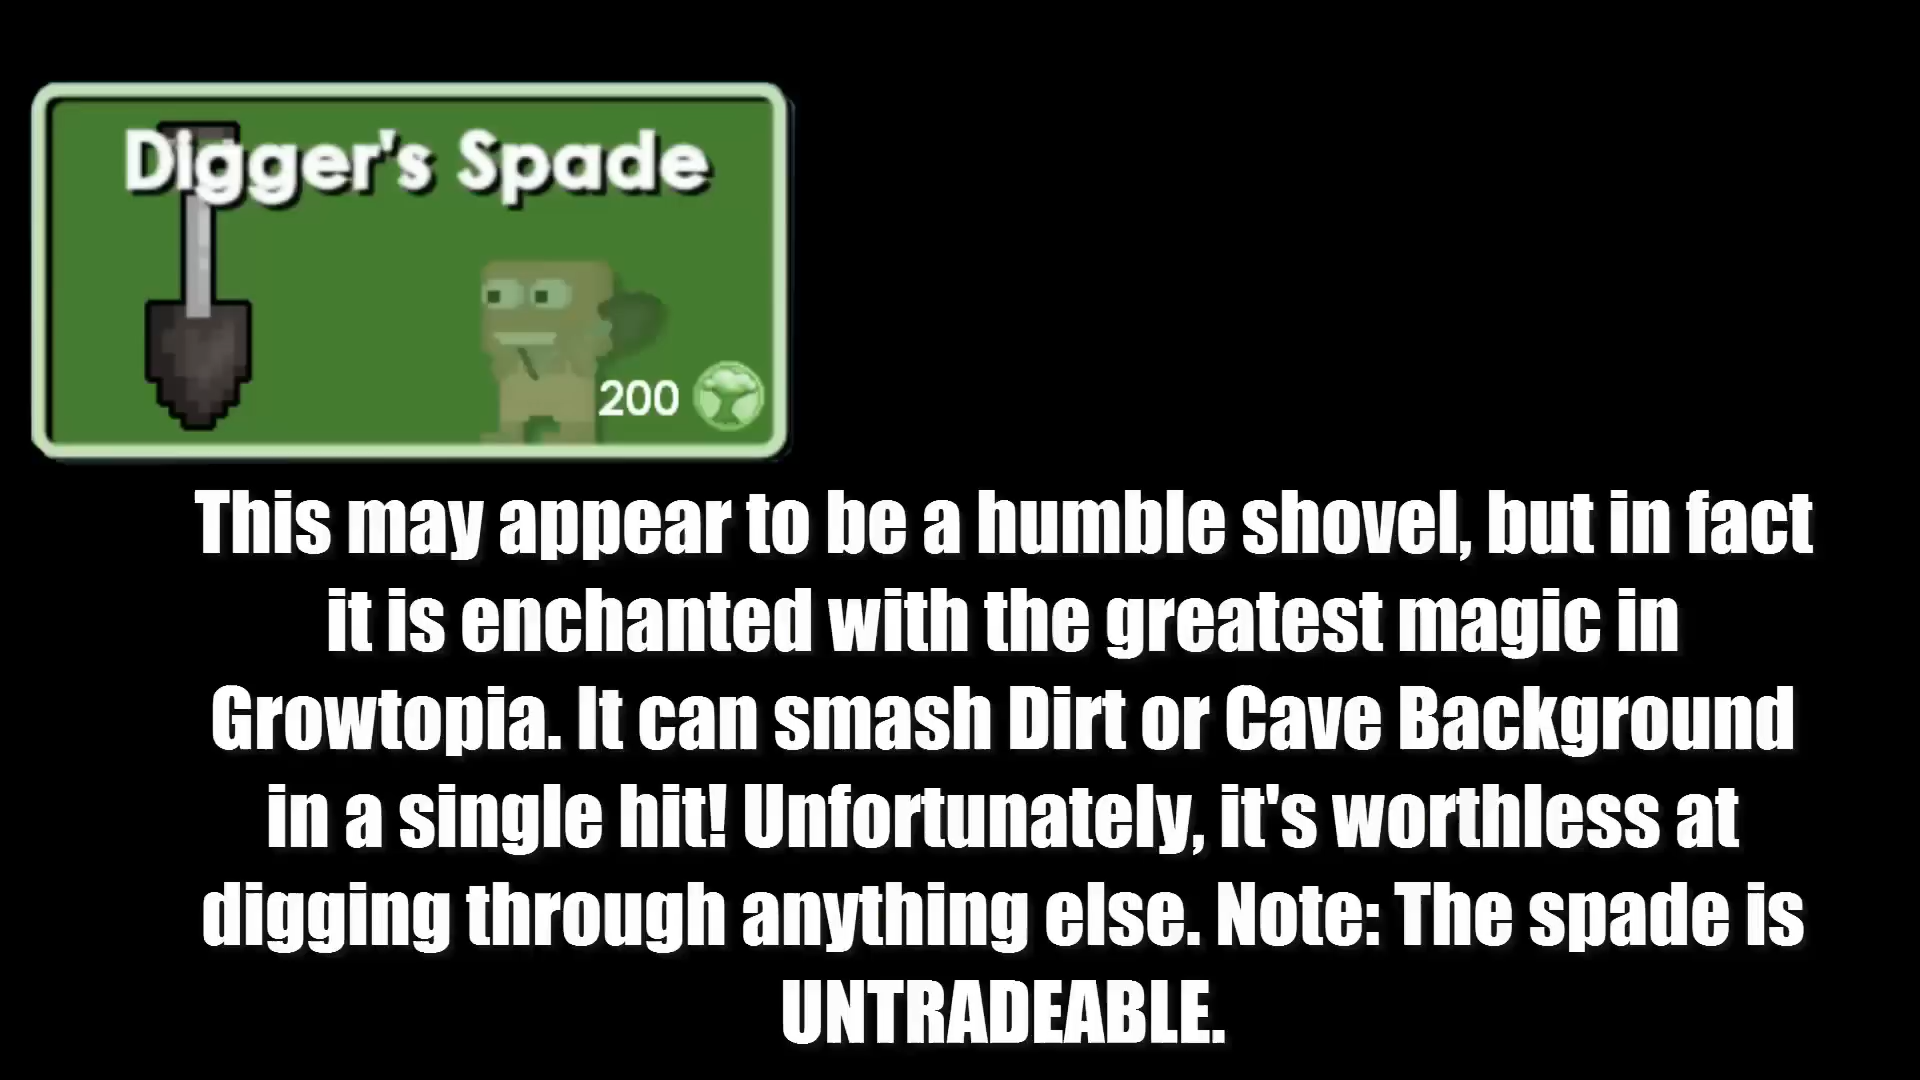 Digger's Spade
200
This may appear to be a humble shovel, but in fact
it is enchanted with the greatest magic in
Growtopia. It can smash Dirt or Cave Background
in a single hit! Unfortunately, it's worthless at
digging through anything else. Note: The spade is
UNTRADEABLE.